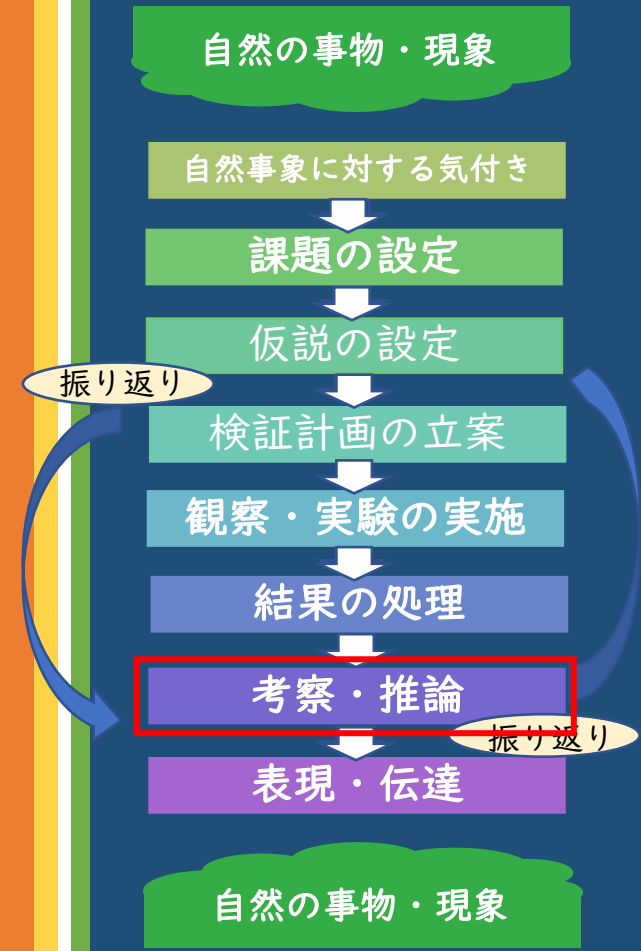 自然の事物・現象
自然事象に対する気付き
課題の設定
仮説の設定
振り返り
検証計画の立案
観察・実験の実施
結果の処理
考察・推論
振り返り
表現・伝達
自然の事物・現象